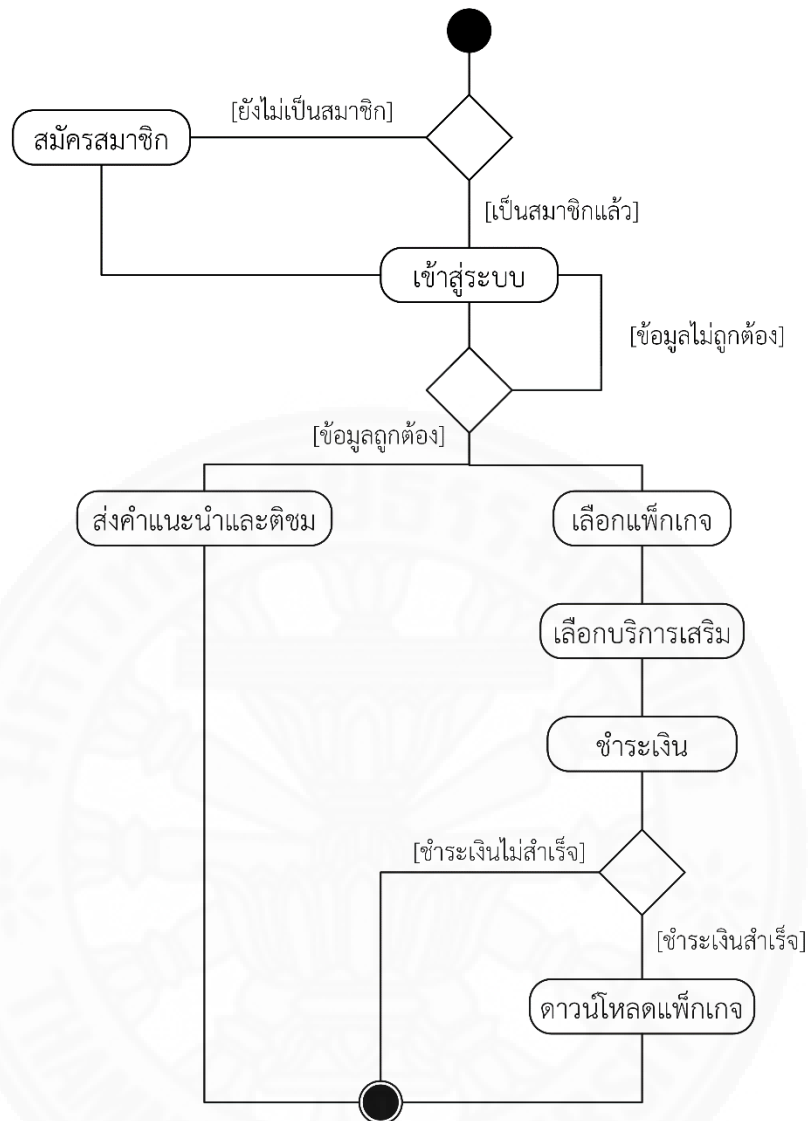 [ยังไม่เป็นสมาชิก]
สมัครสมาชิก
[เป็นสมาชิกแล้ว]
เข้าสู่ระบบ
[ข้อมูลไม่ถูกต้อง]
[ข้อมูลถูกต้อง]
ส่งคำแนะนำและติชม
เลือกแพ็กเกจ
เลือกบริการเสริม
ชำระเงิน
[ชำระเงินไม่สำเร็จ]
[ชำระเงินสำเร็จ]
ดาวน์โหลดแพ็กเกจ